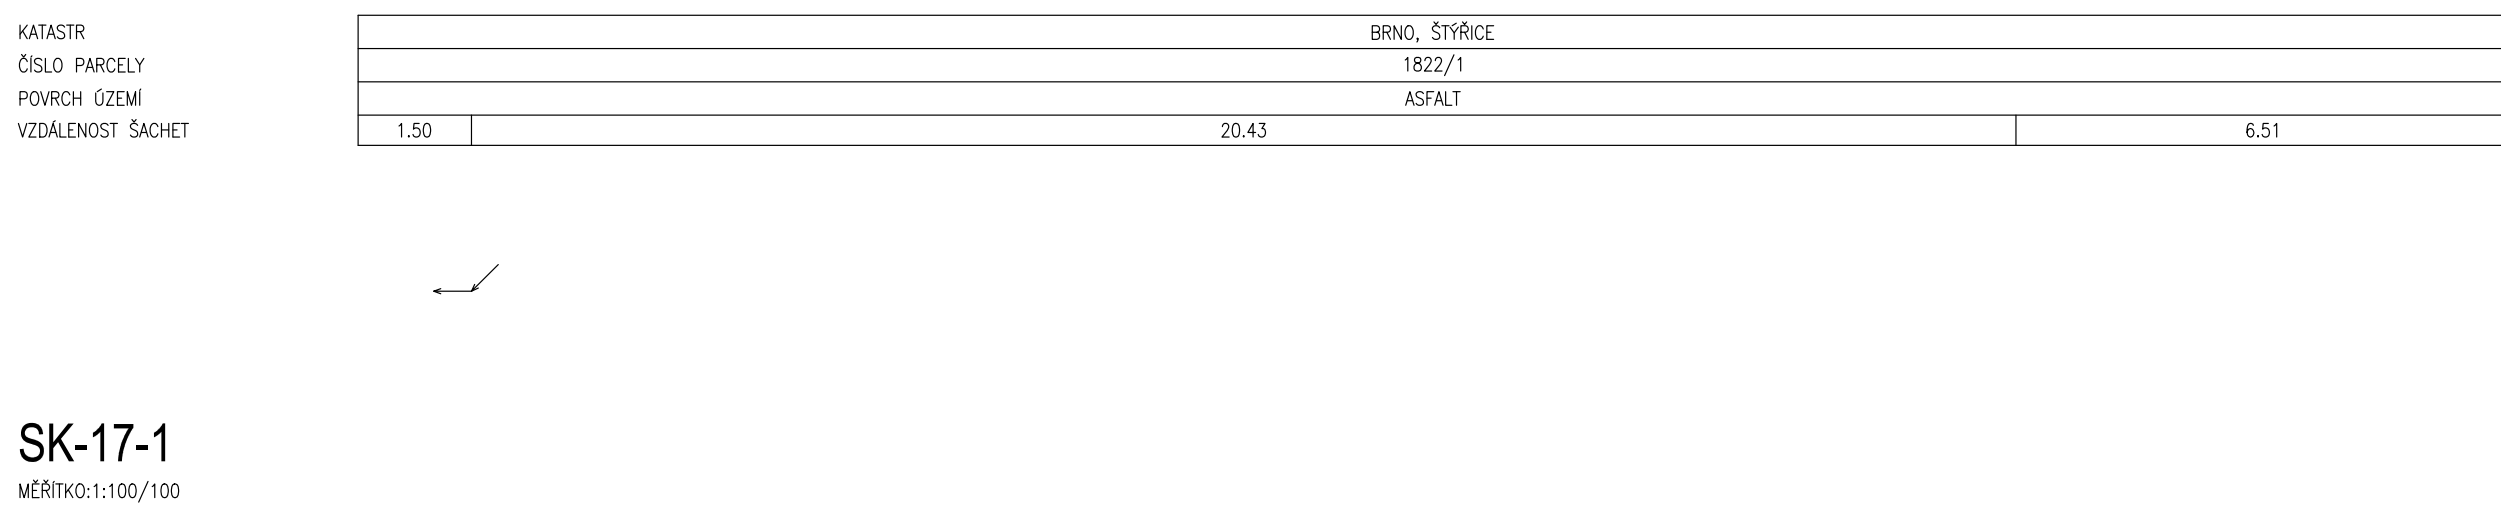 KATASTR BRNO, ŠTÝŘICE
ČÍSLO PARCELY 1822/1
POVRCH ÚZEMÍ ASFALT
VZDÁLENOST ŠACHET 1.50 20.43 6.51
SK-17-1
MĚŘÍTKO:1:100/100